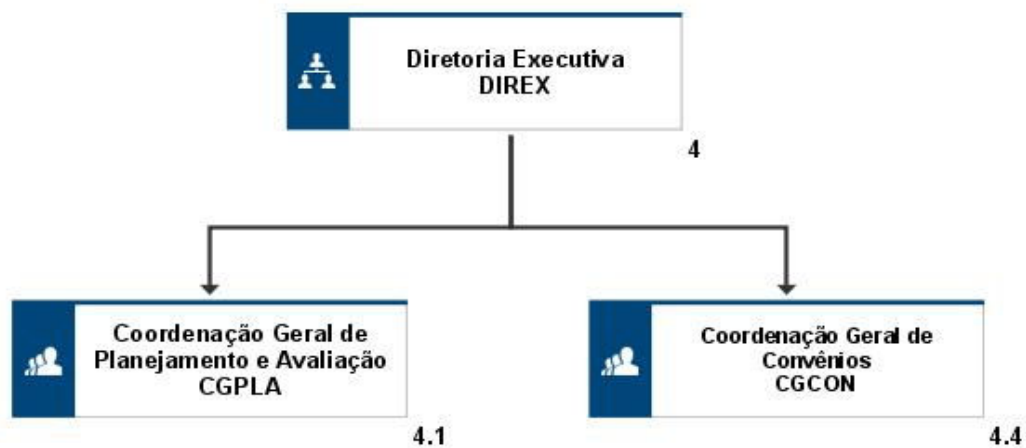 Diretoria Executiva
DIREX
4
Coordenação Geral de
Planejamento e Avaliação
CGPLA
4.1
Coordenação Geral de
Convênios
CGCON
4.4